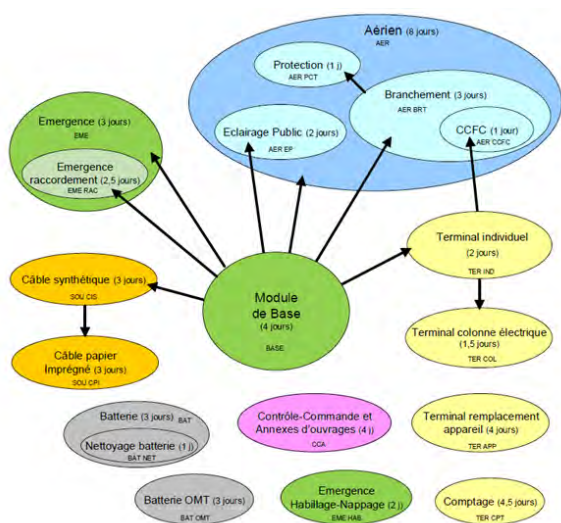 Aérien (6 jours)
AER
Protection (1 j)
AER PCT
Branchement (3 jours)
AER BRT
Emergence (3 jours)
EME
Eclairage Public (2 jours)
AER EP
CCFC (1 jour)
AER CCFC
Emergence
raccordement (2,5 jours)
EME RAC
Terminal individuel
(2 jours)
TER IND
Câble synthétique (3 jours)
SOU CIS
Module
de Base
(4 jours)
BASE
Terminal colonne électrique
(1,5 jours)
TER COL
Câble papier
Imprégné (3 jours)
SOU CPI
Batterie (3 jours) BAT
Nettoyage batterie (1 j)
BAT NET
Contrôle-Commande et
Annexes d'ouvrages (4 j)
CCA
Terminal remplacement
appareil (4 jours)
TER APP
Batterie OMT (3 jours)
BAT OMT
Emergence
Habillage-Nappage (2 j)
EME HAB
Comptage (4,5 jours)
TER CPT